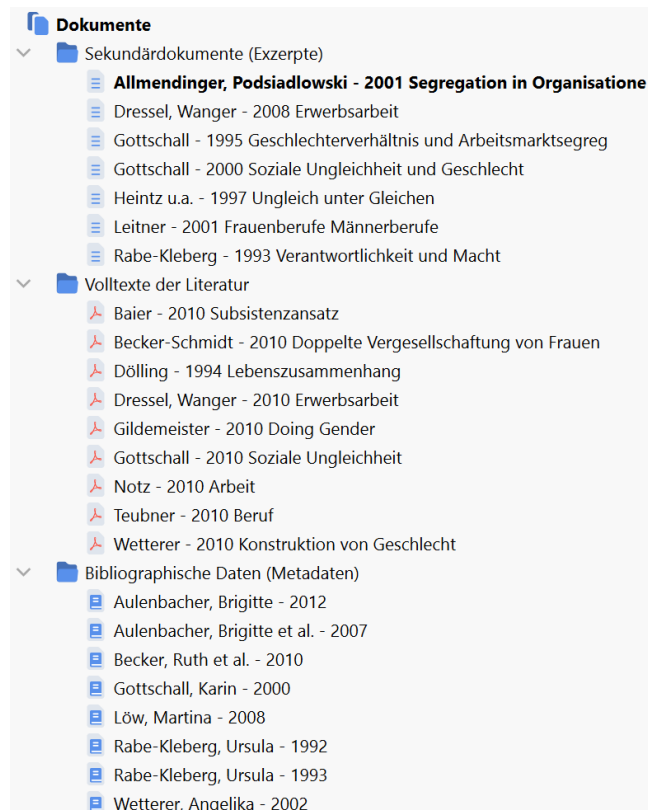 Dokumente
Sekundärdokumente (Exzerpte)
Allmendinger, Podsiadlowski - 2001 Segregation in Organisatione
Dressel, Wanger - 2008 Erwerbsarbeit
Gottschall - 1995 Geschlechterverhältnis und Arbeitsmarktsegreg
Gottschall - 2000 Soziale Ungleichheit und Geschlecht
Heintz u.a. - 1997 Ungleich unter Gleichen
Leitner - 2001 Frauenberufe Männerberufe
Rabe-Kleberg - 1993 Verantwortlichkeit und Macht
Volltexte der Literatur
Baier - 2010 Subsistenzansatz
Becker-Schmidt - 2010 Doppelte Vergesellschaftung von Frauen
Dölling - 1994 Lebenszusammenhang
Dressel, Wanger - 2010 Erwerbsarbeit
Gildemeister - 2010 Doing Gender
Gottschall - 2010 Soziale Ungleichheit
Notz - 2010 Arbeit
Teubner - 2010 Beruf
Wetterer - 2010 Konstruktion von Geschlecht
Bibliographische Daten (Metadaten)
Aulenbacher, Brigitte - 2012
Aulenbacher, Brigitte et al. - 2007
Becker, Ruth et al. - 2010
Gottschall, Karin - 2000
Löw, Martina - 2008
Rabe-Kleberg, Ursula - 1992
Rabe-Kleberg, Ursula - 1993
Wetterer, Angelika - 2002